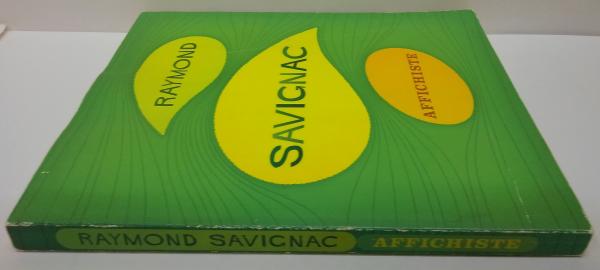 RAYMOND
SAVIGNAC
AFFICHISTE
RAYMOND SAVIGNAC AFFICHISTE